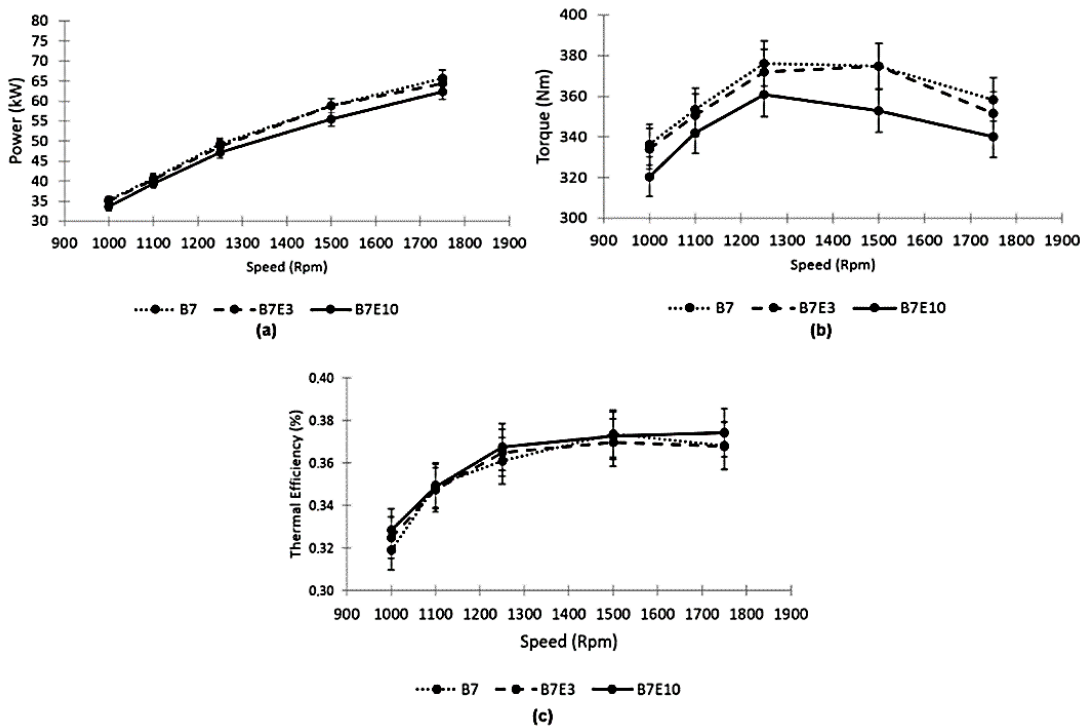 80
75
70
65
60
55
50
45
40
35
30
Power (kW)
900 1000 1100 1200 1300 1400 1500 1600 1700 1800 1900
Speed (Rpm)
B7 B7E3 B7E10
(a)
400
380
360
340
320
300
Torque (Nm)
900 1000 1100 1200 1300 1400 1500 1600 1700 1800 1900
Speed (Rpm)
B7 B7E3 B7E10
(b)
0,40
0,38
0,36
0,34
0,32
0,30
Thermal Efficiency (%)
900 1000 1100 1200 1300 1400 1500 1600 1700 1800 1900
Speed (Rpm)
B7 B7E3 B7E10
(c)